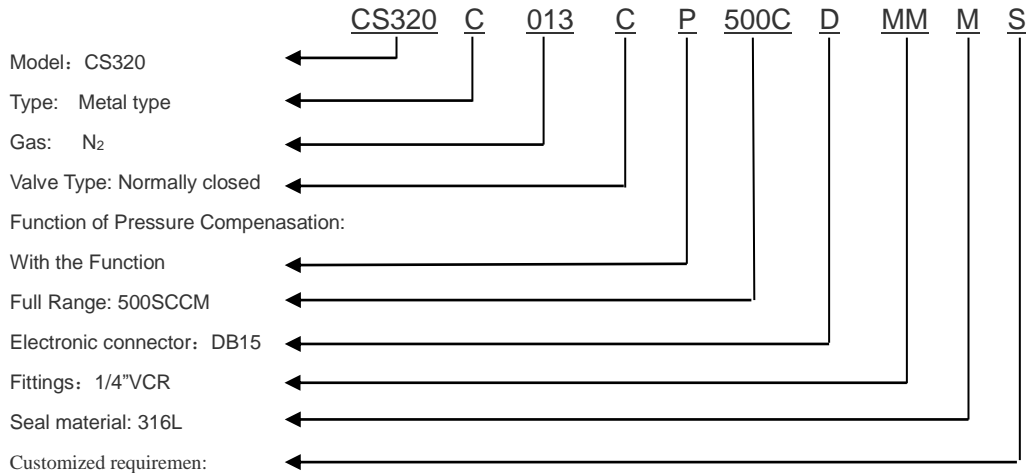 CS320 C 013 C P 500C D MM M S
Model：CS320
Type: Metal type
Gas: N₂
Valve Type: Normally closed
Function of Pressure Compenasation:
With the Function
Full Range: 500SCCM
Electronic connector：DB15
Fittings：1/4”VCR
Seal material: 316L
Customized requiremen: